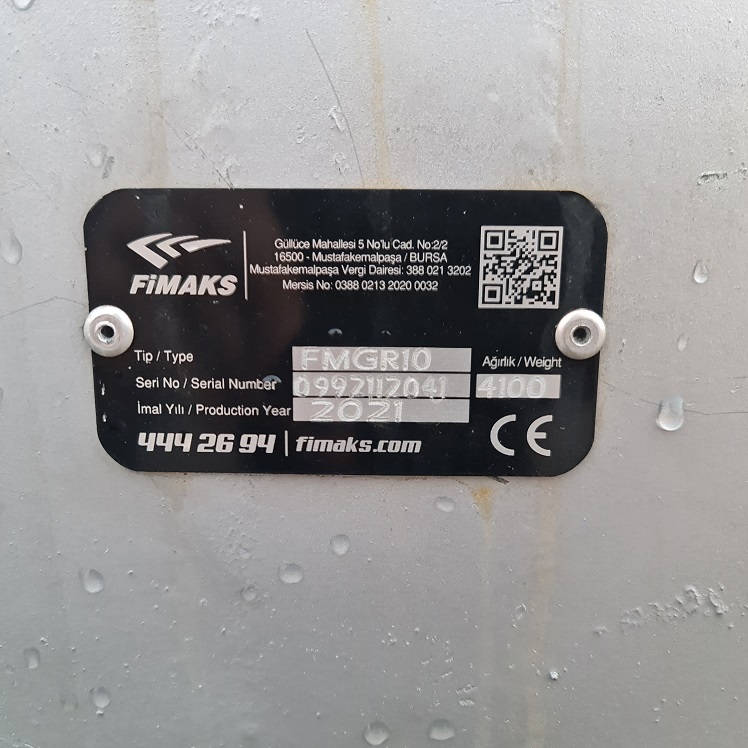 FiMAKS
Güllüce Mahallesi 5 No'lu Cad. No:2/2
16500 - Mustafakemalpaşa / BURSA
Mustafakemalpaşa Vergi Dairesi: 388 021 3202
Mersis No: 0388 0213 2020 0032
Tip / Type FMGR10 Ağırlık / Weight
Seri No / Serial Number 0992112041 4100
İmal Yılı / Production Year 2021
444 26 94 | fimaks.com CE